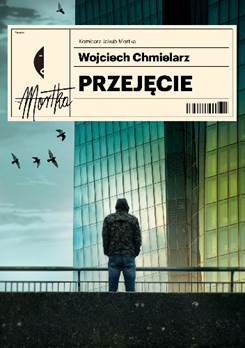 Komisarz Jakub Mortka
Wojciech Chmielarz
Mortka
PRZEJĘCIE